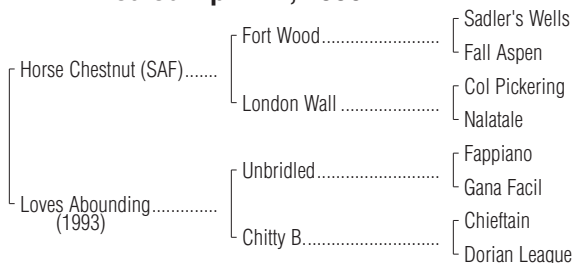 Sadler's Wells
Fort Wood
Fall Aspen
Horse Chestnut (SAF)
Col Pickering
London Wall
Nalatale
Fappiano
Unbridled
Gana Facil
Loves Abounding
(1993)
Chieftain
Chitty B.
Dorian League